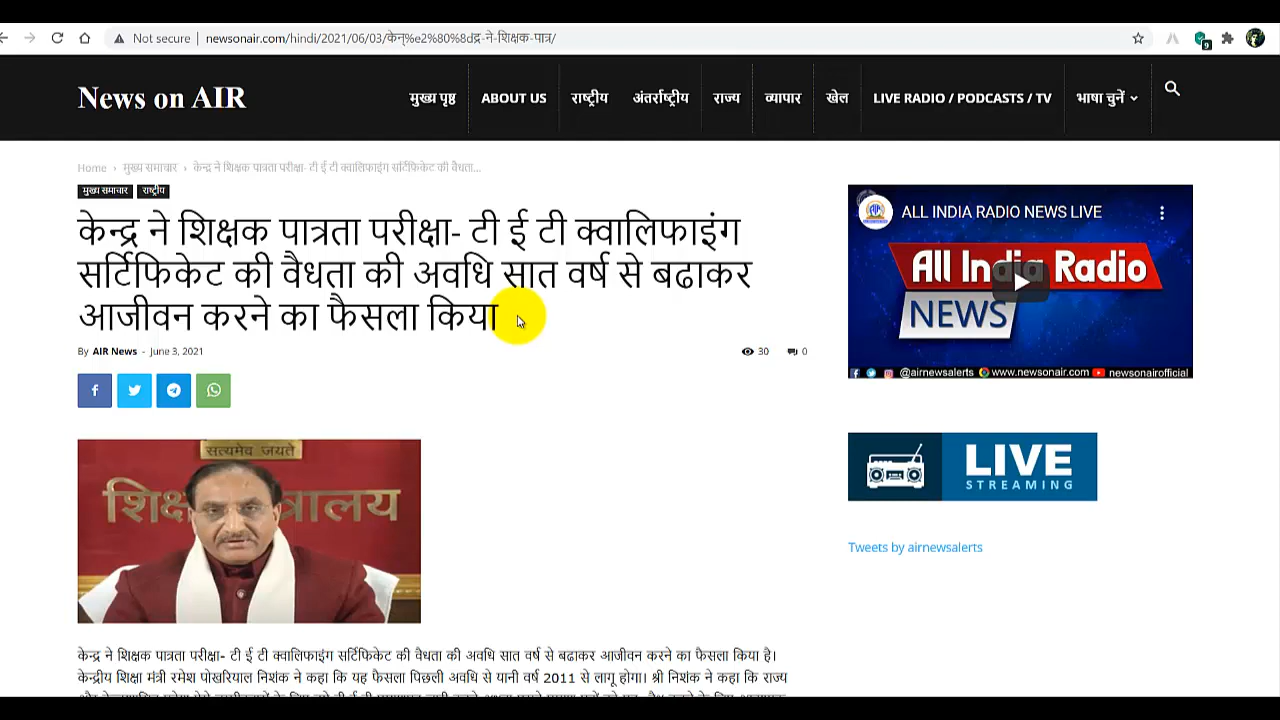 Not secure | newsonair.com/hindi/2021/06/03/केन्%e2%80%8dद्र-ने-शिक्षक-पात्र/
9
News on AIR
मुख्य पृष्ठ ABOUT US राष्ट्रीय अंतर्राष्ट्रीय राज्य व्यापार खेल LIVE RADIO / PODCASTS / TV भाषा चुनें
Home › मुख्य समाचार › केन्द्र ने शिक्षक पात्रता परीक्षा- टी ई टी क्वालिफाइंग सर्टिफिकेट की वैधता...
मुख्य समाचार राष्ट्रीय
केन्द्र ने शिक्षक पात्रता परीक्षा- टी ई टी क्वालिफाइंग
सर्टिफिकेट की वैधता की अवधि सात वर्ष से बढाकर
आजीवन करने का फैसला किया
By AIR News - June 3, 2021
30 0
सत्यमेव जयते
केन्द्र ने शिक्षक पात्रता परीक्षा- टी ई टी क्वालिफाइंग सर्टिफिकेट की वैधता की अवधि सात वर्ष से बढाकर आजीवन करने का फैसला किया है।
केन्द्रीय शिक्षा मंत्री रमेश पोखरियाल निशंक ने कहा कि यह फैसला पिछली अवधि से यानी वर्ष 2011 से लागू होगा। श्री निशंक ने कहा कि राज्य
ALL INDIA RADIO NEWS LIVE
All India Radio
NEWS
@airnewsalerts www.newsonair.com newsonairofficial
LIVE
STREAMING
Tweets by airnewsalerts